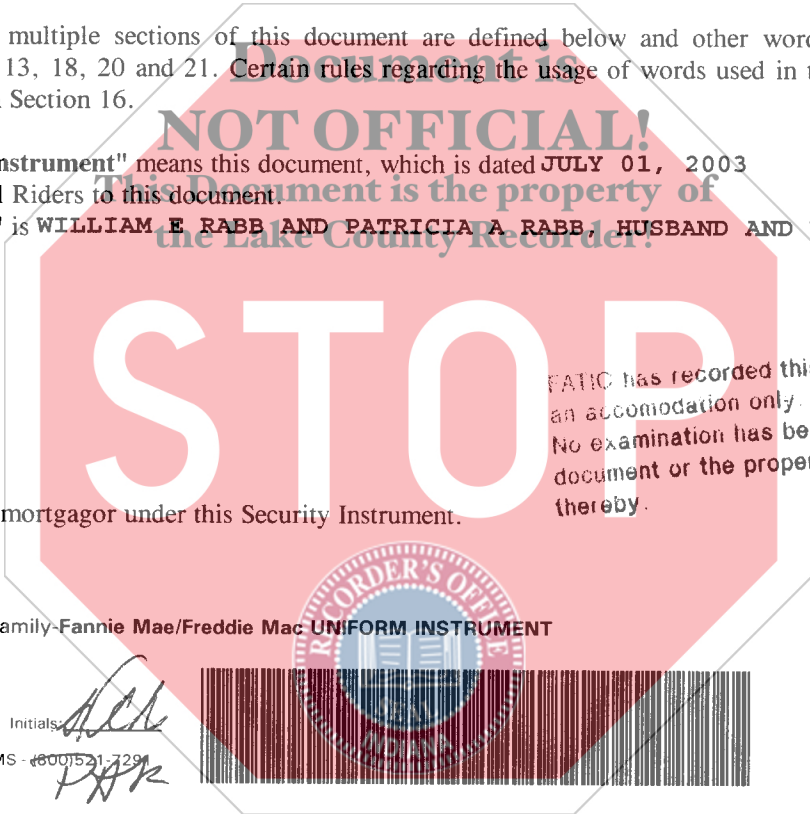 multiple sections of this document are defined below and other wor
13, 18, 20 and 21. Certain rules regarding the usage of words used in t
Section 16.
Document is
NOT OFFICIAL!
This Document is the property of
the Lake County Recorder!
nstrument" means this document, which is dated JULY 01, 2003
Riders to this document.
is WILLIAM E RABB AND PATRICIA A RABB, HUSBAND AND
STOP
FATIC has recorded this
an accomodation only.
No examination has be
document or the proper
thereby.
mortgagor under this Security Instrument.
amily-Fannie Mae/Freddie Mac UNIFORM INSTRUMENT
RECORDER'S OFFICE
SEAL
INDIANA
Initials:
MS - (800)521-7291
PAR